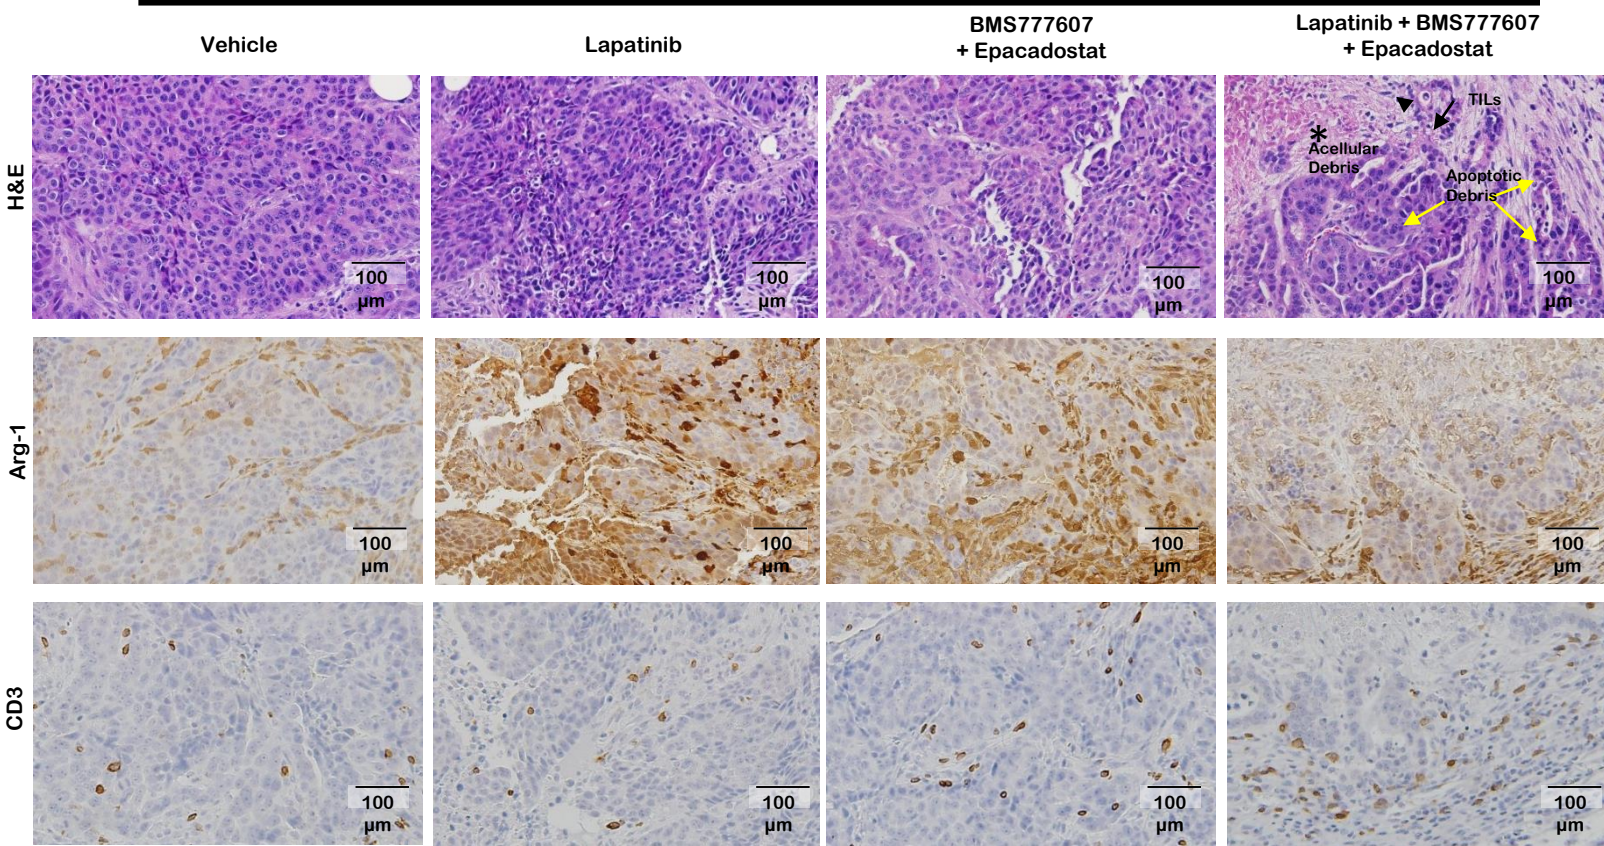 Vehicle
Lapatinib
BMS777607
+ Epacadostat
Lapatinib + BMS777607
+ Epacadostat
H&E
TILs
*
Acellular
Debris
Apoptotic
Debris
100
µm
100
µm
100
µm
100
µm
Arg-1
100
µm
100
µm
100
µm
100
µm
CD3
100
µm
100
µm
100
µm
100
µm